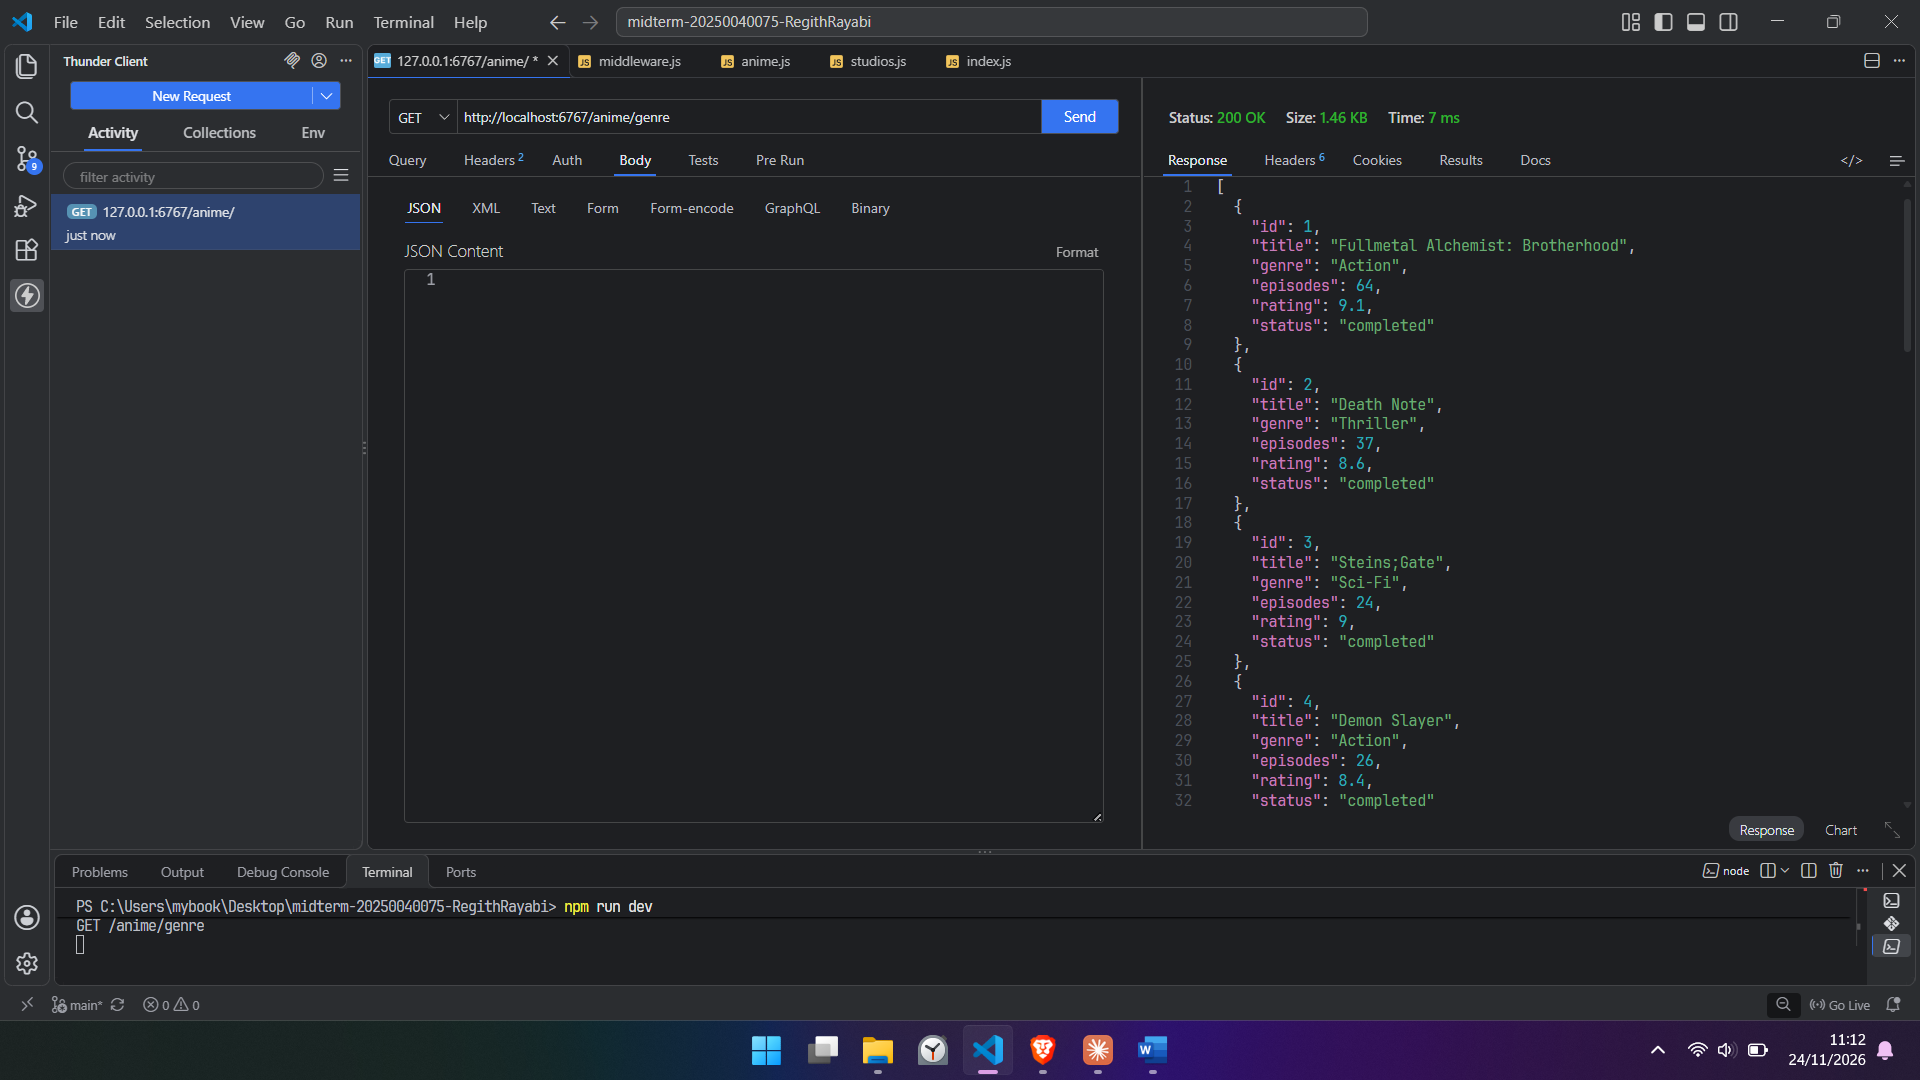 File Edit Selection View Go Run Terminal Help
midterm-20250040075-RegithRayabi
Thunder Client
New Request
Activity Collections Env
filter activity
GET 127.0.0.1:6767/anime/
just now
9
GET 127.0.0.1:6767/anime/ *
JS middleware.js
JS anime.js
JS studios.js
JS index.js
GET http://localhost:6767/anime/genre Send
Query Headers 2 Auth Body Tests Pre Run
JSON XML Text Form Form-encode GraphQL Binary
JSON Content Format
1
Status: 200 OK Size: 1.46 KB Time: 7 ms
Response Headers 6 Cookies Results Docs </>
1 [
2 {
3 "id": 1,
4 "title": "Fullmetal Alchemist: Brotherhood",
5 "genre": "Action",
6 "episodes": 64,
7 "rating": 9.1,
8 "status": "completed"
9 },
10 {
11 "id": 2,
12 "title": "Death Note",
13 "genre": "Thriller",
14 "episodes": 37,
15 "rating": 8.6,
16 "status": "completed"
17 },
18 {
19 "id": 3,
20 "title": "Steins;Gate",
21 "genre": "Sci-Fi",
22 "episodes": 24,
23 "rating": 9,
24 "status": "completed"
25 },
26 {
27 "id": 4,
28 "title": "Demon Slayer",
29 "genre": "Action",
30 "episodes": 26,
31 "rating": 8.4,
32 "status": "completed"
Response Chart
Problems Output Debug Console Terminal Ports
node
PS C:\Users\mybook\Desktop\midterm-20250040075-RegithRayabi> npm run dev
GET /anime/genre
main* 0 0
Go Live
W
11:12
24/11/2026